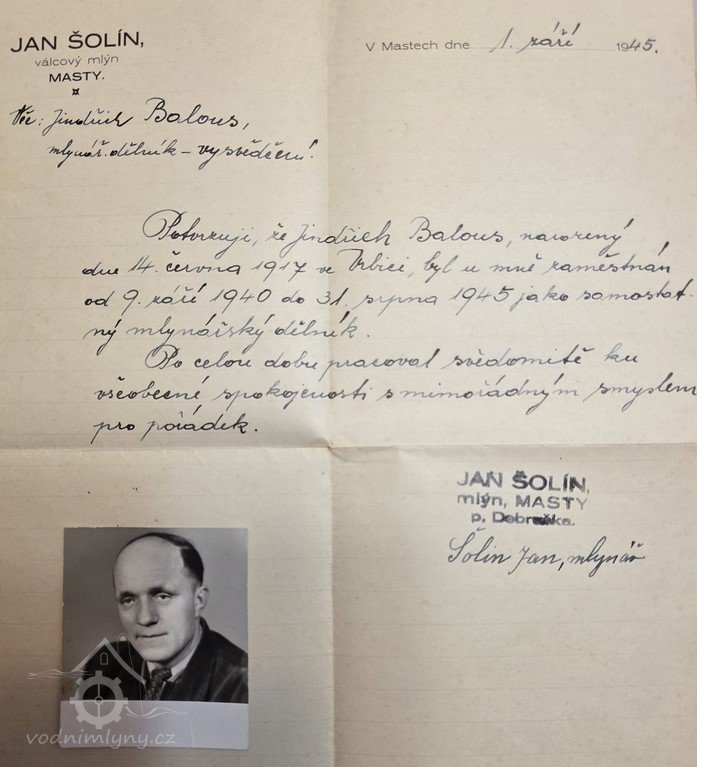 JAN ŠOLÍN,
válcový mlýn
MASTY.
V Mastech dne 1. září 1945.
Věc: Jindřich Balous,
mlynář. dělník – vysvědčení.
Potvrzuji, že Jindřich Balous, narozený
dne 14. června 1917 ve Vrbici, byl u mně zaměstnán
od 9. září 1940 do 31. srpna 1945 jako samostat-
ný mlynářský dělník.
Po celou dobu pracoval svědomitě ku
všeobecné spokojenosti s mimořádným smyslem
pro pořádek.
JAN ŠOLÍN,
mlýn, MASTY
p. Dobruška.
Šolín Jan, mlynář
vodnimlyny.cz